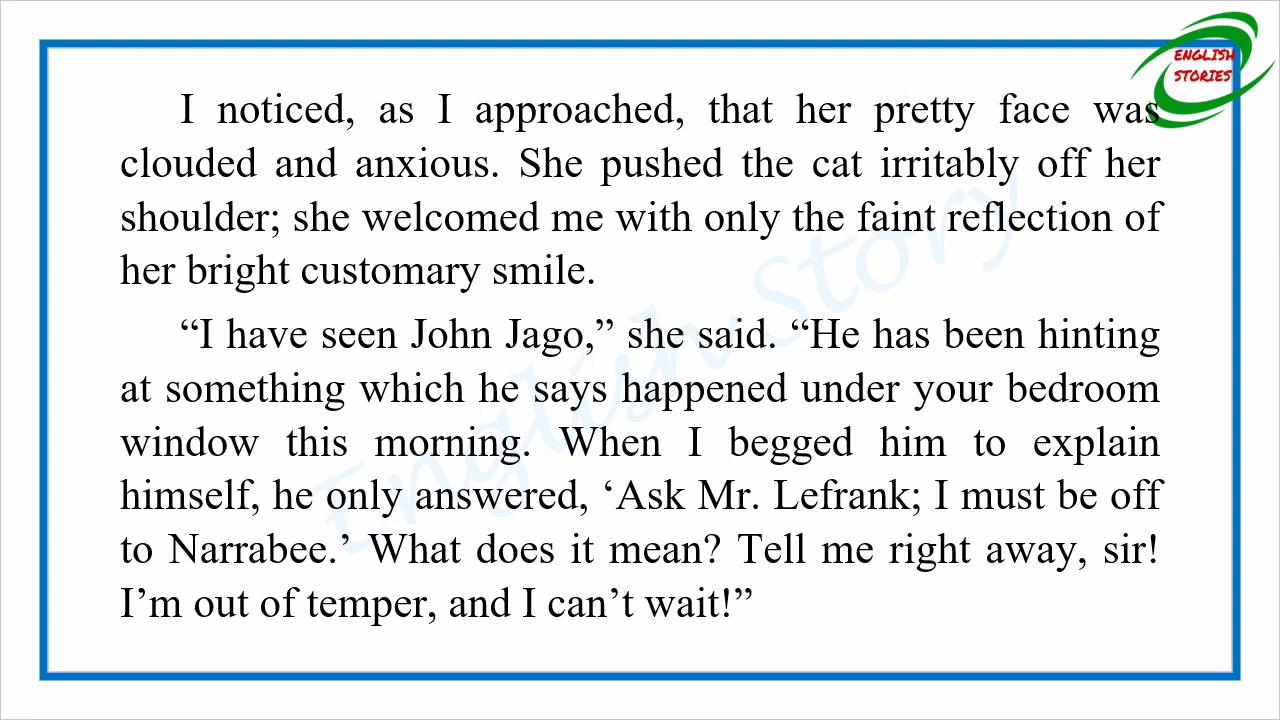 ENGLISH
STORIES
I noticed, as I approached, that her pretty face was
clouded and anxious. She pushed the cat irritably off her
shoulder; she welcomed me with only the faint reflection of
her bright customary smile.
“I have seen John Jago,” she said. “He has been hinting
at something which he says happened under your bedroom
window this morning. When I begged him to explain
himself, he only answered, ‘Ask Mr. Lefrank; I must be off
to Narrabee.’ What does it mean? Tell me right away, sir!
I’m out of temper, and I can’t wait!”
English Story